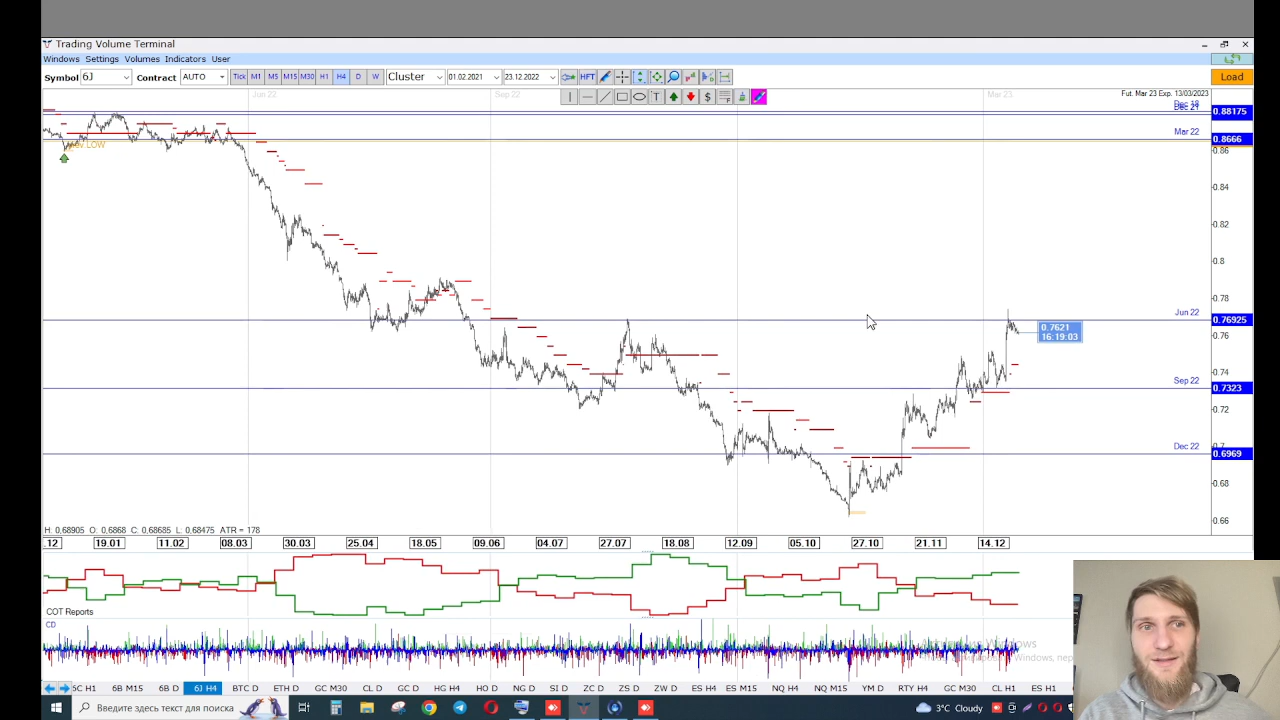 Trading Volume Terminal
Windows Settings Volumes Indicators User
Symbol 6J Contract AUTO Tick M1 M5 M15 M30 H1 H4 D W Cluster 01.02.2021 23.12.2022 HFT Load
T $
Jun 22 Sep 22 Mar 23 Fut. Mar 23 Exp. 13/03/2023
0.88175
Mar 22 0.8666
LOW
0.86
0.84
0.82
0.8
0.78
Jun 22 0.76925
0.7621
16:19:03
0.76
0.74
Sep 22 0.7323
0.72
0.7
Dec 22 0.6969
0.68
0.66
H: 0,68905 O: 0,6868 C: 0,68685 L: 0,68475 ATR = 178
.12 19.01 11.02 08.03 30.03 25.04 18.05 09.06 04.07 27.07 18.08 12.09 05.10 27.10 21.11 14.12
COT Reports
CD
6C H1 6B M15 6B D 6J H4 BTC D ETH D GC M30 CL D GC D HG H4 HO D NG D SI D ZC D ZS D ZW D ES H4 ES M15 NQ H4 NQ M15 YM D RTY H4 GC M30 CL H1 ES H1
Введите здесь текст для поиска
3°C Cloudy